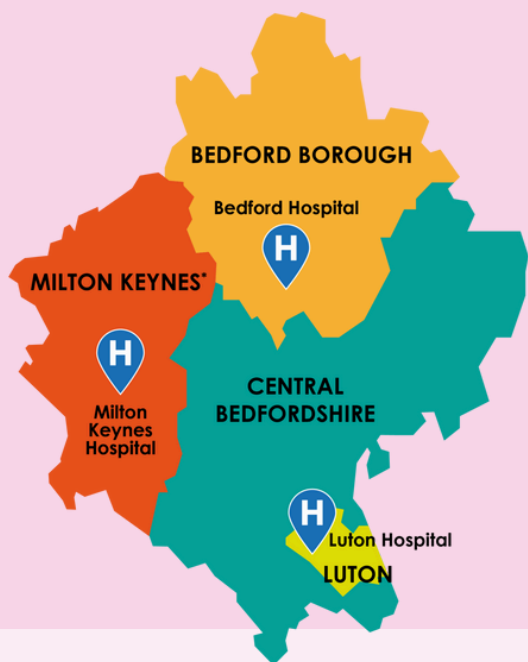 BEDFORD BOROUGH
Bedford Hospital
H
MILTON KEYNES*
H
Milton
Keynes
Hospital
CENTRAL
BEDFORDSHIRE
H
Luton Hospital
LUTON